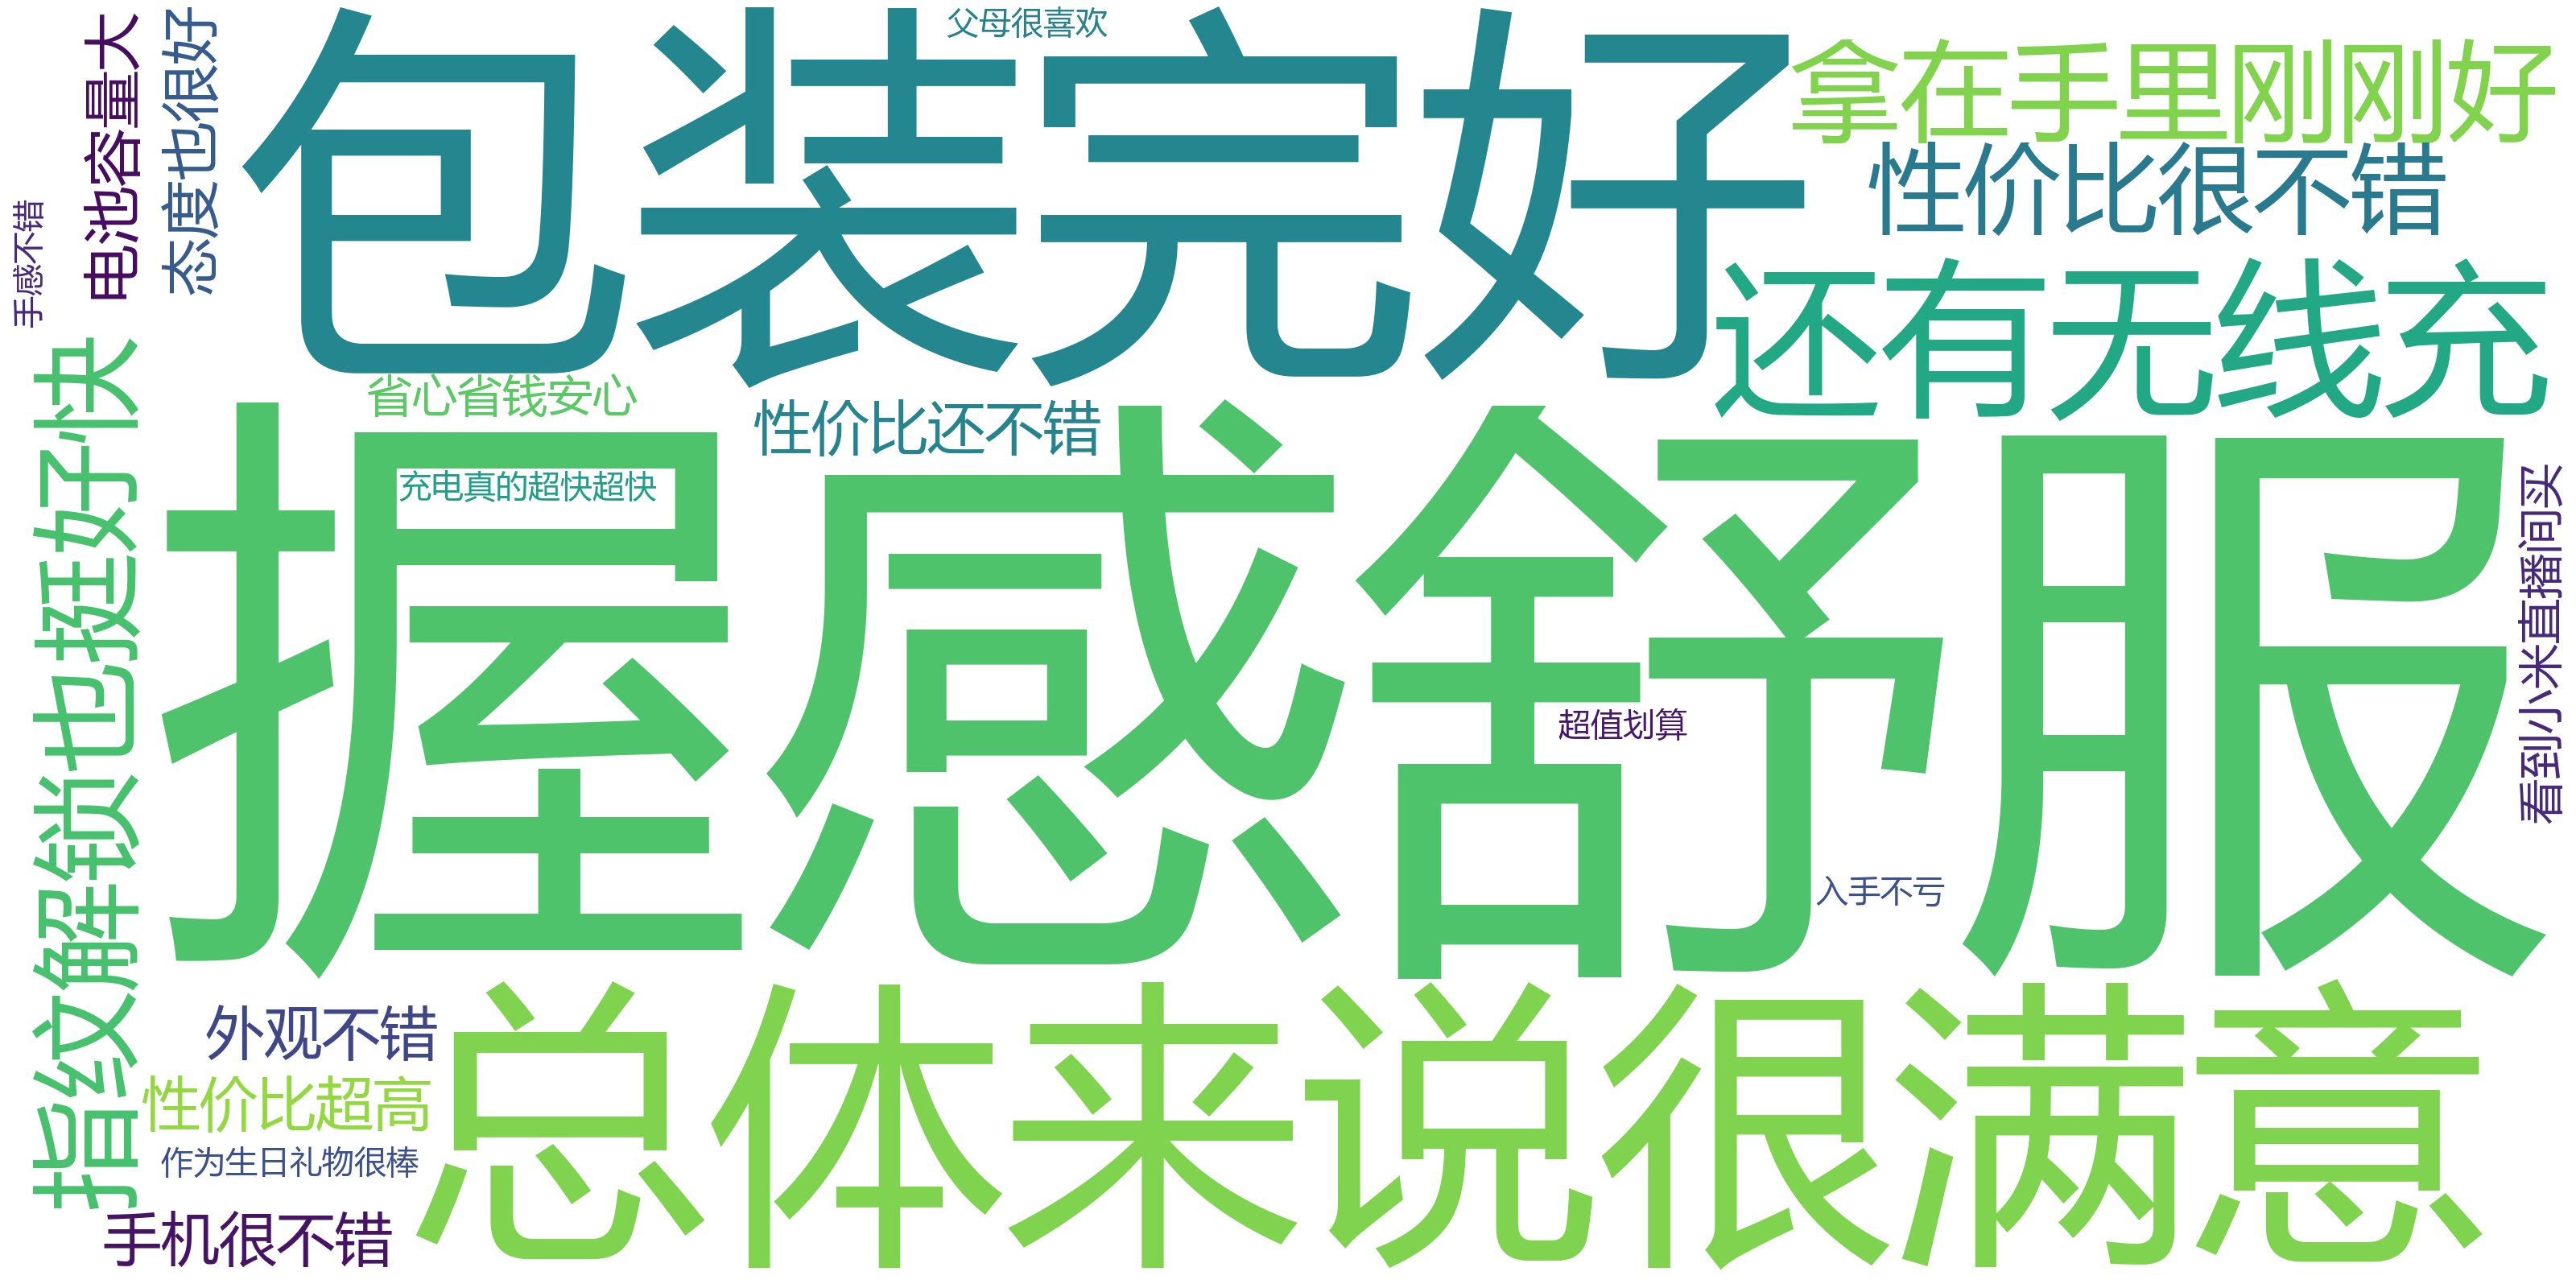 父母很喜欢
包装完好
拿在手里刚刚好
性价比很不错
还有无线充
电池容量大
态度也很好
手感不错
指纹解锁也挺好快
省心省钱安心
性价比还不错
充电真的超快超快
握感舒服
看到小米直播间买
超值划算
入手不亏
总体来说很满意
外观不错
性价比超高
作为生日礼物很棒
手机很不错